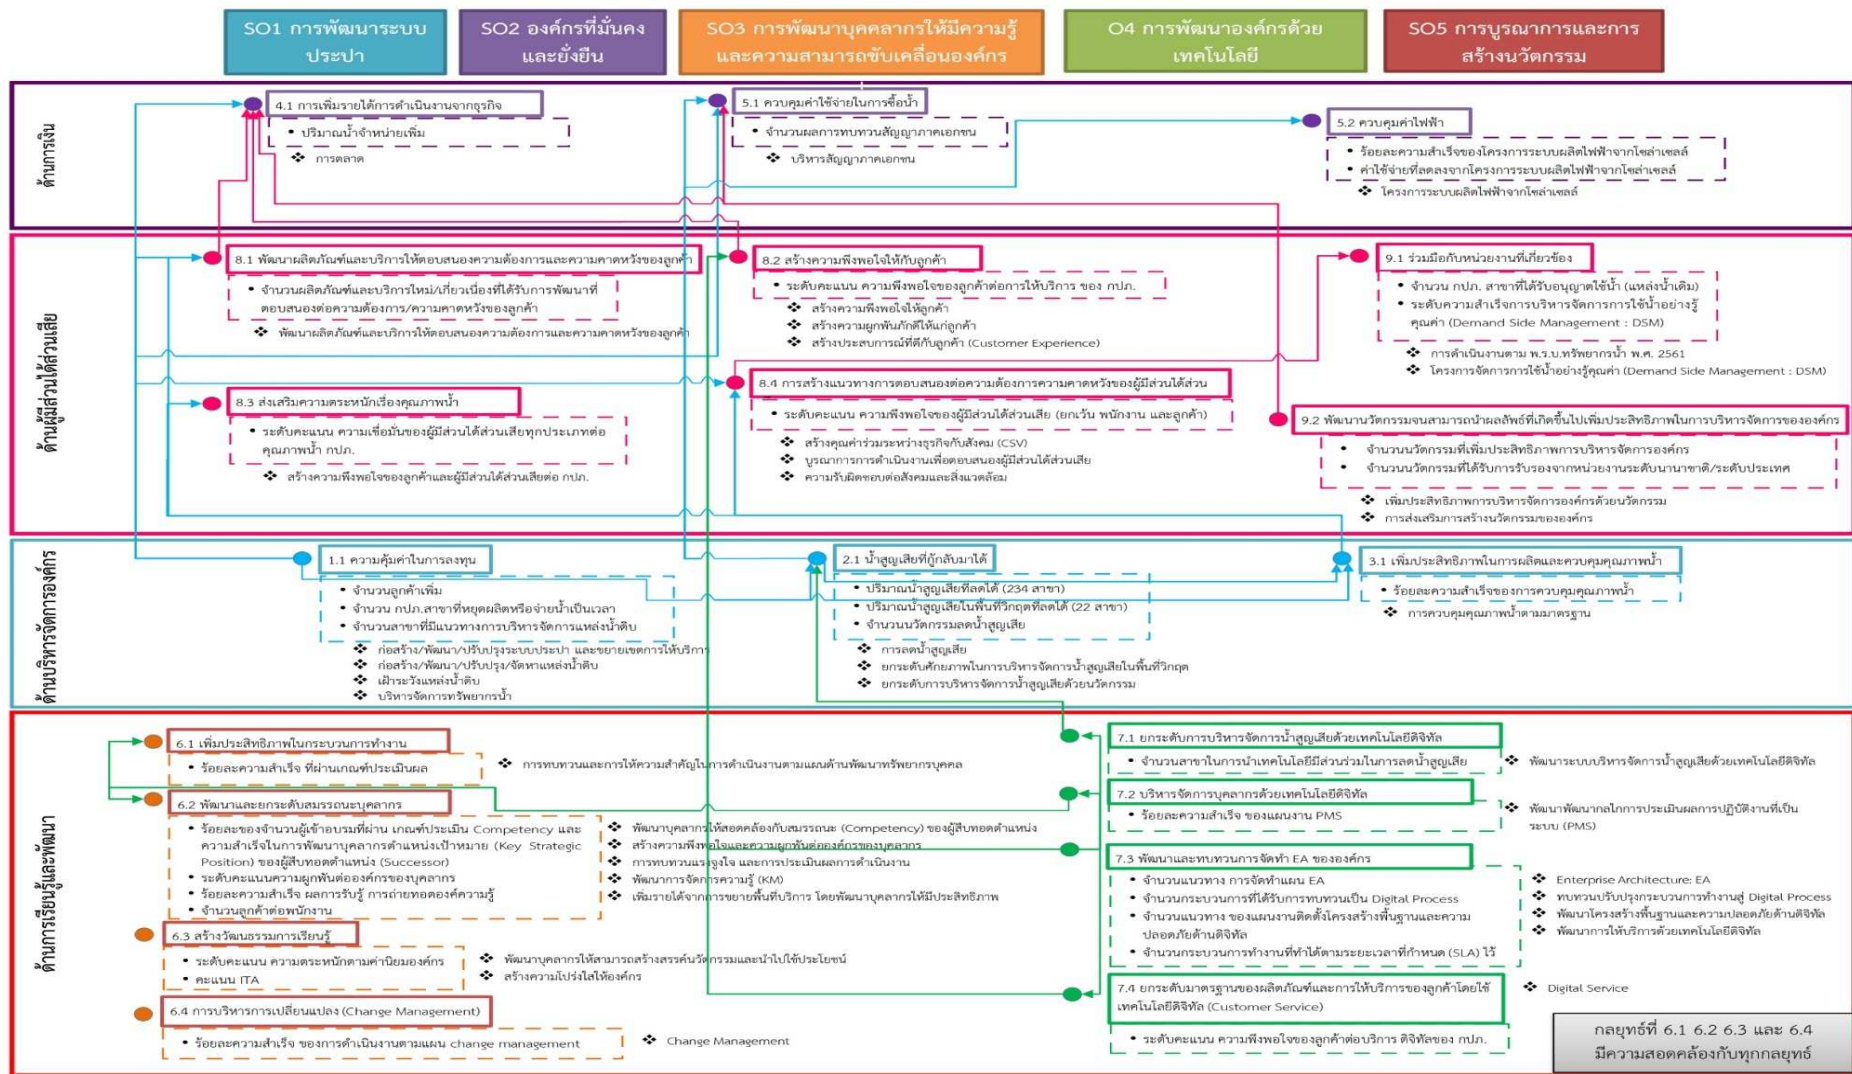 SO1 การพัฒนาระบบ
ประปา
SO2 องค์กรที่มั่นคง
และยั่งยืน
SO3 การพัฒนาบุคคลากรให้มีความรู้
และความสามารถขับเคลื่อนองค์กร
O4 การพัฒนาองค์กรด้วย
เทคโนโลยี
SO5 การบูรณาการและการ
สร้างนวัตกรรม
ด้านการเงิน
4.1 การเพิ่มรายได้การดำเนินงานจากธุรกิจ
• ปริมาณน้ำจำหน่ายเพิ่ม
❖ การตลาด
5.1 ควบคุมค่าใช้จ่ายในการซื้อน้ำ
• จำนวนผลการทบทวนสัญญาภาคเอกชน
❖ บริหารสัญญาภาคเอกชน
5.2 ควบคุมค่าไฟฟ้า
• ร้อยละความสำเร็จของโครงการระบบผลิตไฟฟ้าจากโซล่าเซลล์
• ค่าใช้จ่ายที่ลดลงจากโครงการระบบผลิตไฟฟ้าจากโซล่าเซลล์
❖ โครงการระบบผลิตไฟฟ้าจากโซล่าเซลล์
ด้านผู้มีส่วนได้ส่วนเสีย
8.1 พัฒนาผลิตภัณฑ์และบริการให้ตอบสนองความต้องการและความคาดหวังของลูกค้า
• จำนวนผลิตภัณฑ์และบริการใหม่/เกี่ยวเนื่องที่ได้รับการพัฒนาที่
ตอบสนองต่อความต้องการ/ความคาดหวังของลูกค้า
❖ พัฒนาผลิตภัณฑ์และบริการให้ตอบสนองความต้องการและความคาดหวังของลูกค้า
8.2 สร้างความพึงพอใจให้กับลูกค้า
• ระดับคะแนน ความพึงพอใจของลูกค้าต่อการให้บริการ ของ กปภ.
❖ สร้างความพึงพอใจให้ลูกค้า
❖ สร้างความผูกพันภักดีให้แก่ลูกค้า
❖ สร้างประสบการณ์ที่ดีกับลูกค้า (Customer Experience)
9.1 ร่วมมือกับหน่วยงานที่เกี่ยวข้อง
• จำนวน กปภ. สาขาที่ได้รับอนุญาตใช้น้ำ (แหล่งน้ำเดิม)
• ระดับความสำเร็จการบริหารจัดการการใช้น้ำอย่างรู้
คุณค่า (Demand Side Management : DSM)
❖ การดำเนินงานตาม พ.ร.บ.ทรัพยากรน้ำ พ.ศ. 2561
❖ โครงการจัดการการใช้น้ำอย่างรู้คุณค่า (Demand Side Management : DSM)
8.3 ส่งเสริมความตระหนักเรื่องคุณภาพน้ำ
• ระดับคะแนน ความเชื่อมั่นของผู้มีส่วนได้ส่วนเสียทุกประเภทต่อ
คุณภาพน้ำ กปภ.
❖ สร้างความพึงพอใจของลูกค้าและผู้มีส่วนได้ส่วนเสียต่อ กปภ.
8.4 การสร้างแนวทางการตอบสนองต่อความต้องการความคาดหวังของผู้มีส่วนได้ส่วน
• ระดับคะแนน ความพึงพอใจของผู้มีส่วนได้ส่วนเสีย (ยกเว้น พนักงาน และลูกค้า)
❖ สร้างคุณค่าร่วมระหว่างธุรกิจกับสังคม (CSV)
❖ บูรณาการการดำเนินงานเพื่อตอบสนองผู้มีส่วนได้ส่วนเสีย
❖ ความรับผิดชอบต่อสังคมและสิ่งแวดล้อม
9.2 พัฒนานวัตกรรมจนสามารถนำผลลัพธ์ที่เกิดขึ้นไปเพิ่มประสิทธิภาพในการบริหารจัดการขององค์กร
• จำนวนนวัตกรรมที่เพิ่มประสิทธิภาพการบริหารจัดการองค์กร
• จำนวนนวัตกรรมที่ได้รับการรับรองจากหน่วยงานระดับนานาชาติ/ระดับประเทศ
❖ เพิ่มประสิทธิภาพการบริหารจัดการองค์กรด้วยนวัตกรรม
❖ การส่งเสริมการสร้างนวัตกรรมขององค์กร
ด้านบริหารจัดการองค์กร
1.1 ความคุ้มค่าในการลงทุน
• จำนวนลูกค้าเพิ่ม
• จำนวน กปภ.สาขาที่หยุดผลิตหรือจ่ายน้ำเป็นเวลา
• จำนวนสาขาที่มีแนวทางการบริหารจัดการแหล่งน้ำดิบ
❖ ก่อสร้าง/พัฒนา/ปรับปรุงระบบประปา และขยายเขตการให้บริการ
❖ ก่อสร้าง/พัฒนา/ปรับปรุง/จัดหาแหล่งน้ำดิบ
❖ เฝ้าระวังแหล่งน้ำดิบ
❖ บริหารจัดการทรัพยากรน้ำ
2.1 น้ำสูญเสียที่กู้กลับมาได้
• ปริมาณน้ำสูญเสียที่ลดได้ (234 สาขา)
• ปริมาณน้ำสูญเสียในพื้นที่วิกฤตที่ลดได้ (22 สาขา)
• จำนวนนวัตกรรมลดน้ำสูญเสีย
❖ การลดน้ำสูญเสีย
❖ ยกระดับศักยภาพในการบริหารจัดการน้ำสูญเสียในพื้นที่วิกฤต
❖ ยกระดับการบริหารจัดการน้ำสูญเสียด้วยนวัตกรรม
3.1 เพิ่มประสิทธิภาพในการผลิตและควบคุมคุณภาพน้ำ
• ร้อยละความสำเร็จของการควบคุมคุณภาพน้ำ
❖ การควบคุมคุณภาพน้ำตามมาตรฐาน
ด้านการเรียนรู้และพัฒนา
6.1 เพิ่มประสิทธิภาพในกระบวนการทำงาน
• ร้อยละความสำเร็จ ที่ผ่านเกณฑ์ประเมินผล
❖ การทบทวนและการให้ความสำคัญในการดำเนินงานตามแผนด้านพัฒนาทรัพยากรบุคคล
6.2 พัฒนาและยกระดับสมรรถนะบุคลากร
• ร้อยละของจำนวนผู้เข้าอบรมที่ผ่าน เกณฑ์ประเมิน Competency และ
ความสำเร็จในการพัฒนาบุคลากรตำแหน่งเป้าหมาย (Key Strategic
Position) ของผู้สืบทอดตำแหน่ง (Successor)
• ระดับคะแนนความผูกพันต่อองค์กรของบุคลากร
• ร้อยละความสำเร็จ ผลการรับรู้ การถ่ายทอดองค์ความรู้
• จำนวนลูกค้าต่อพนักงาน
❖ พัฒนาบุคลากรให้สอดคล้องกับสมรรถนะ (Competency) ของผู้สืบทอดตำแหน่ง
❖ สร้างความพึงพอใจและความผูกพันต่อองค์กรของบุคลากร
❖ การทบทวนแรงจูงใจ และการประเมินผลการดำเนินงาน
❖ พัฒนาการจัดการความรู้ (KM)
❖ เพิ่มรายได้จากการขยายพื้นที่บริการ โดยพัฒนาบุคลากรให้มีประสิทธิภาพ
6.3 สร้างวัฒนธรรมการเรียนรู้
• ระดับคะแนน ความตระหนักตามค่านิยมองค์กร
• คะแนน ITA
❖ พัฒนาบุคลากรให้สามารถสร้างสรรค์นวัตกรรมและนำไปใช้ประโยชน์
❖ สร้างความโปร่งใสให้องค์กร
6.4 การบริหารการเปลี่ยนแปลง (Change Management)
• ร้อยละความสำเร็จ ของการดำเนินงานตามแผน change management
❖ Change Management
7.1 ยกระดับการบริหารจัดการน้ำสูญเสียด้วยเทคโนโลยีดิจิทัล
• จำนวนสาขาในการนำเทคโนโลยีมีส่วนร่วมในการลดน้ำสูญเสีย
❖ พัฒนาระบบบริหารจัดการน้ำสูญเสียด้วยเทคโนโลยีดิจิทัล
7.2 บริหารจัดการบุคลากรด้วยเทคโนโลยีดิจิทัล
• ร้อยละความสำเร็จ ของแผนงาน PMS
❖ พัฒนาพัฒนากลไกการประเมินผลการปฏิบัติงานที่เป็น
ระบบ (PMS)
7.3 พัฒนาและทบทวนการจัดทำ EA ขององค์กร
• จำนวนแนวทาง การจัดทำแผน EA
• จำนวนกระบวนการที่ได้รับการทบทวนเป็น Digital Process
• จำนวนแนวทาง ของแผนงานติดตั้งโครงสร้างพื้นฐานและความ
ปลอดภัยด้านดิจิทัล
• จำนวนกระบวนการทำงานที่ทำได้ตามระยะเวลาที่กำหนด (SLA) ไว้
❖ Enterprise Architecture: EA
❖ ทบทวนปรับปรุงกระบวนการทำงานสู่ Digital Process
❖ พัฒนาโครงสร้างพื้นฐานและความปลอดภัยด้านดิจิทัล
❖ พัฒนาการให้บริการด้วยเทคโนโลยีดิจิทัล
7.4 ยกระดับมาตรฐานของผลิตภัณฑ์และการให้บริการของลูกค้าโดยใช้
เทคโนโลยีดิจิทัล (Customer Service)
• ระดับคะแนน ความพึงพอใจของลูกค้าต่อบริการ ดิจิทัลของ กปภ.
❖ Digital Service
กลยุทธ์ที่ 6.1 6.2 6.3 และ 6.4
มีความสอดคล้องกับทุกกลยุทธ์